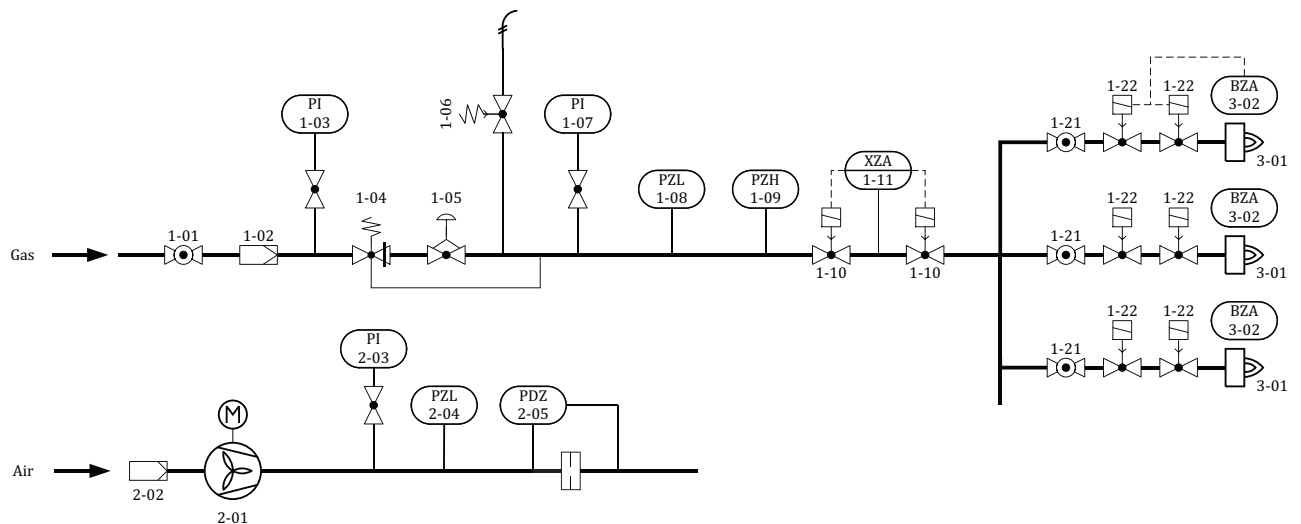 PI
1-03
1-06
PI
1-07
1-04
1-05
1-01
1-02
Gas
PZL
1-08
PZH
1-09
XZA
1-11
1-10
1-10
1-22
1-22
BZA
3-02
1-21
3-01
1-22
1-22
BZA
3-02
1-21
3-01
1-22
1-22
BZA
3-02
1-21
3-01
PI
2-03
PZL
2-04
PDZ
2-05
M
Air
2-02
2-01